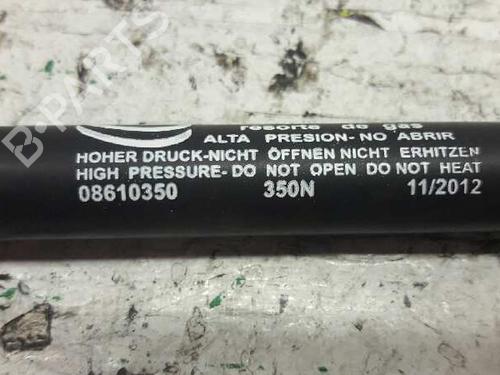 B-PARTS
resorte de gas
ALTA PRESION-NO ABRIR
HOHER DRUCK-NICHT ÖFFNEN NICHT ERHITZEN
HIGH PRESSURE-DO NOT OPEN DO NOT HEAT
08610350 350N 11/2012